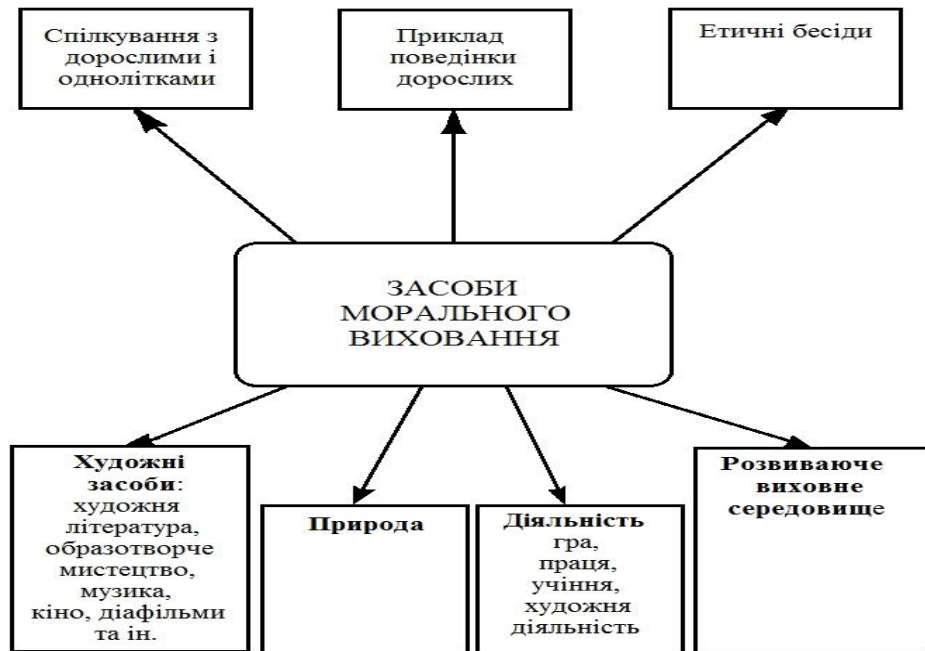 Спілкування з
дорослими і
однолітками
Приклад
поведінки
дорослих
Етичні бесіди
ЗАСОБИ
МОРАЛЬНОГО
ВИХОВАННЯ
Художні
засоби:
художня
література,
образотворче
мистецтво,
музика,
кіно, діафільми
та ін.
Природа
Діяльність
гра,
праця,
учіння,
художня
діяльність
Розвиваюче
виховне
середовище